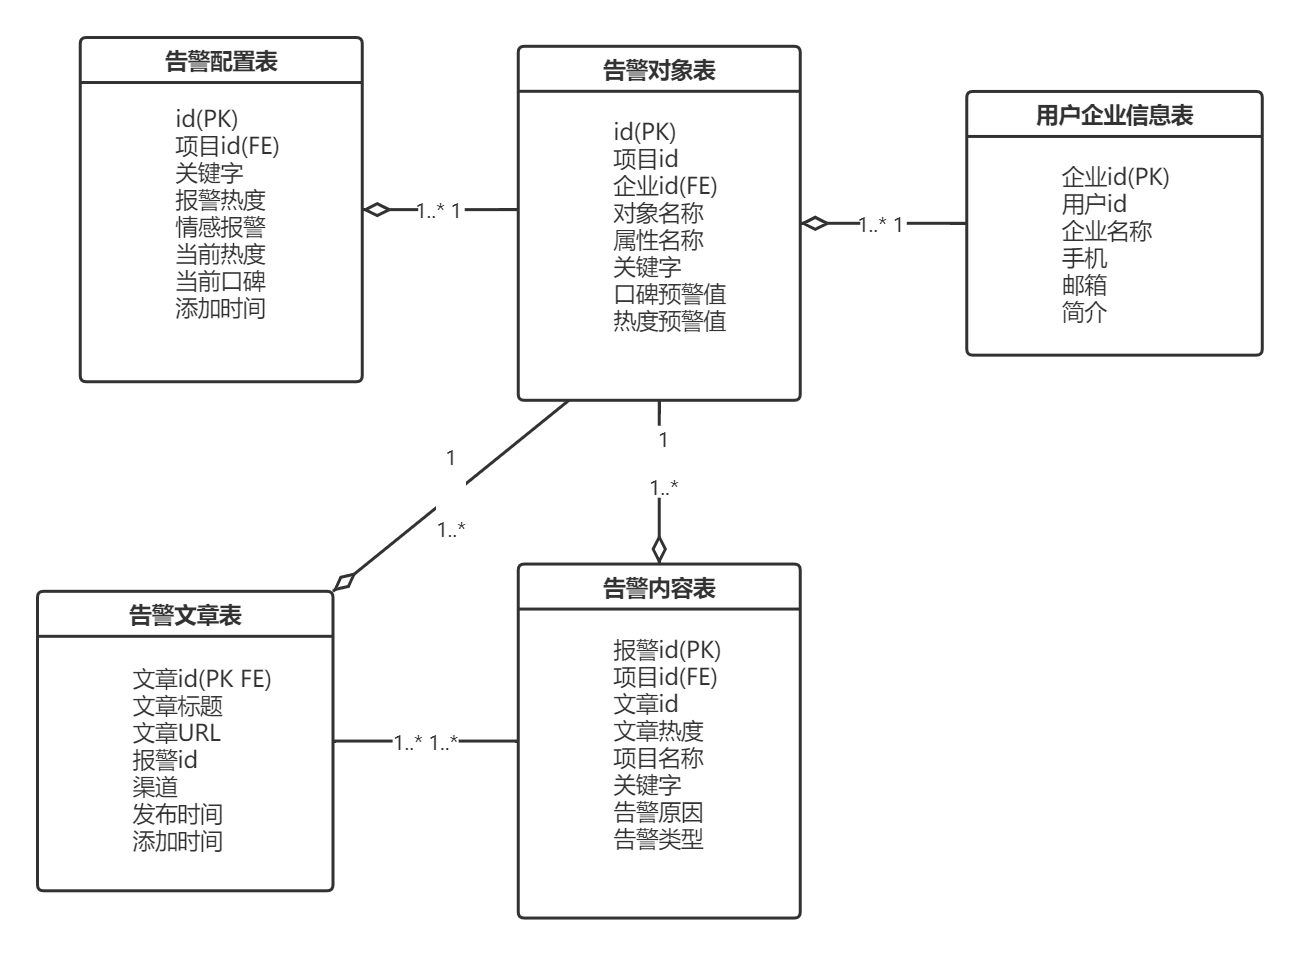 告警配置表
id(PK)
项目id(FE)
关键字
报警热度
情感报警
当前热度
当前口碑
添加时间
1..* 1
告警对象表
id(PK)
项目id
企业id(FE)
对象名称
属性名称
关键字
口碑预警值
热度预警值
1..* 1
用户企业信息表
企业id(PK)
用户id
企业名称
手机
邮箱
简介
1
1..*
1
1..*
告警文章表
文章id(PK FE)
文章标题
文章URL
报警id
渠道
发布时间
添加时间
1..* 1..*
告警内容表
报警id(PK)
项目id(FE)
文章id
文章热度
项目名称
关键字
告警原因
告警类型